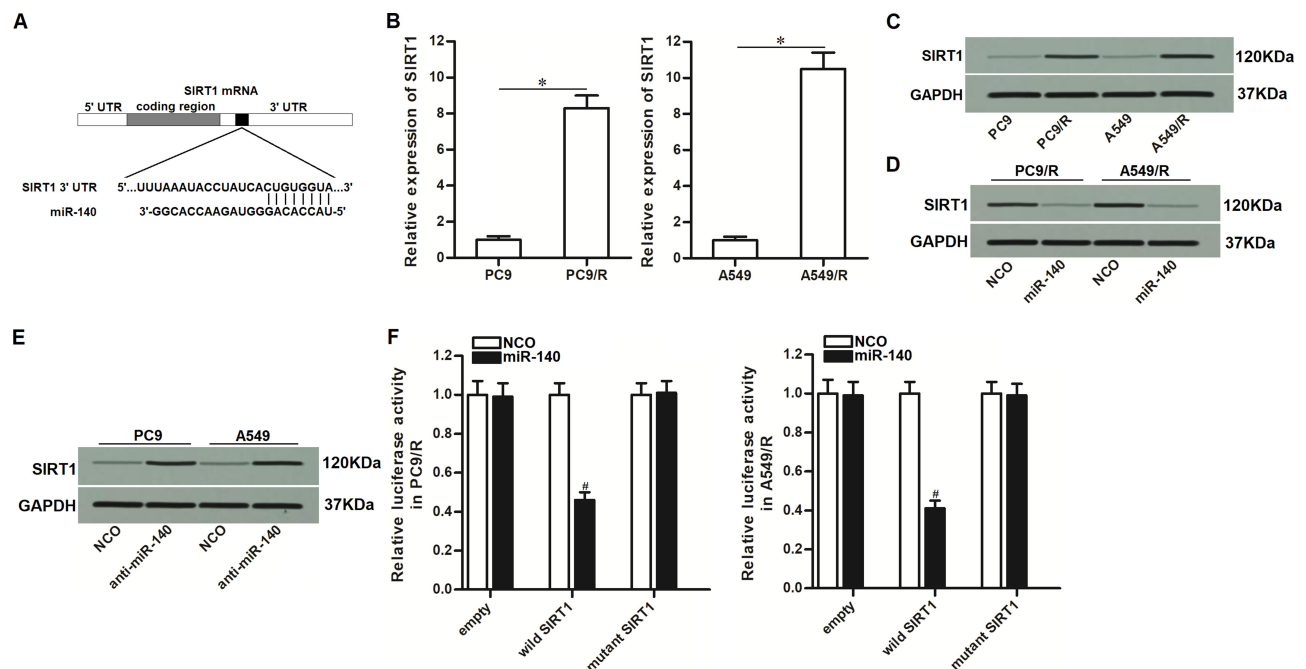 A
SIRT1 mRNA
5' UTR coding region 3' UTR
SIRT1 3' UTR 5'...UUUAAAUACCUAUCACUGUGGUA...3'
miR-140 3'-GGCACCAAGAUGGGACACCAU-5'
B
Relative expression of SIRT1
12
10
8
6
4
2
0
*
PC9 PC9/R
Relative expression of SIRT1
12
10
8
6
4
2
0
*
A549 A549/R
C
SIRT1 120KDa
GAPDH 37KDa
PC9 PC9/R A549 A549/R
D
PC9/R A549/R
SIRT1 120KDa
GAPDH 37KDa
NCO miR-140 NCO miR-140
E
PC9 A549
SIRT1 120KDa
GAPDH 37KDa
NCO anti-miR-140 NCO anti-miR-140
F
NCO
miR-140
Relative luciferase activity
in PC9/R
1.2
1.0
0.8
0.6
0.4
0.2
0.0
#
empty wild SIRT1 mutant SIRT1
NCO
miR-140
Relative luciferase activity
in A549/R
1.2
1.0
0.8
0.6
0.4
0.2
0.0
#
empty wild SIRT1 mutant SIRT1